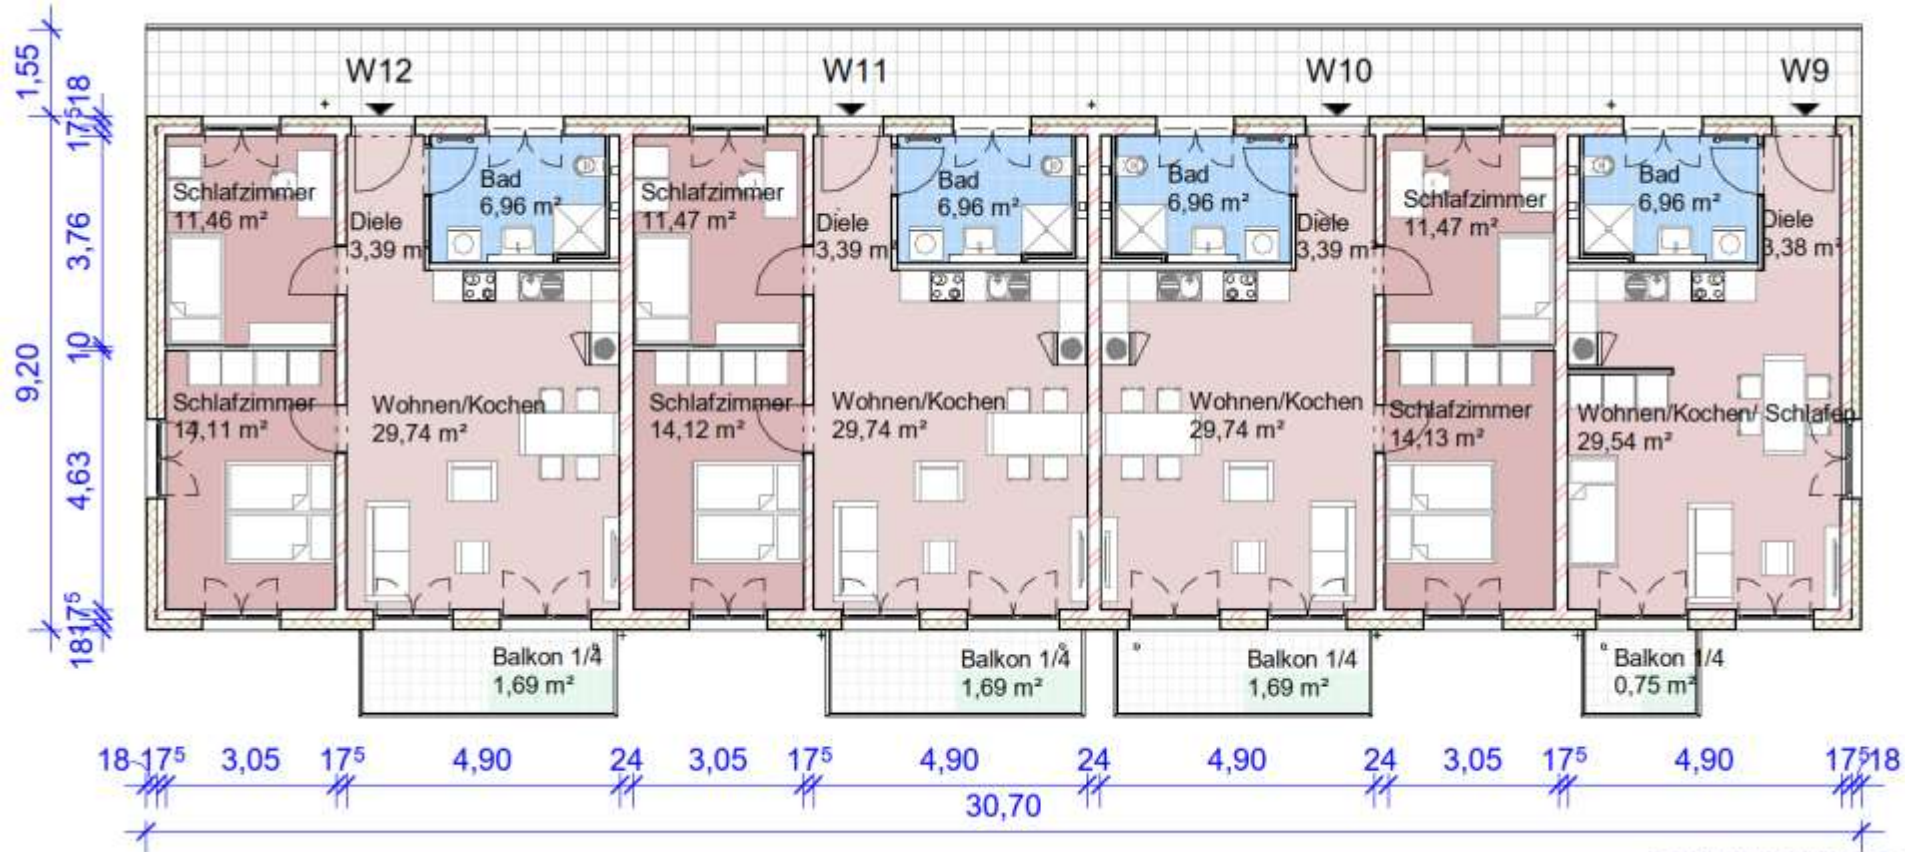 W12 W11 W10 W9
1,55
18
17⁵
3,76
10
9,20
4,63
17⁵
18
Schlafzimmer
11,46 m²
Diele
3,39 m
Bad
6,96 m²
Schlafzimmer
14,11 m²
Wohnen/Kochen
29,74 m²
Balkon 1/4
1,69 m²
Schlafzimmer
11,47 m²
Diele
3,39 m²
Bad
6,96 m²
Schlafzimmer
14,12 m²
Wohnen/Kochen
29,74 m²
Balkon 1/4
1,69 m²
Bad
6,96 m²
Diele
3,39 m²
Schlafzimmer
11,47 m²
Wohnen/Kochen
29,74 m²
Schlafzimmer
14,13 m²
Balkon 1/4
1,69 m²
Bad
6,96 m²
Diele
3,38 m²
Wohnen/Kochen/ Schlafen
29,54 m²
Balkon 1/4
0,75 m²
18 17⁵ 3,05 17⁵ 4,90 24 3,05 17⁵ 4,90 24 4,90 24 3,05 17⁵ 4,90 17⁵ 18
30,70